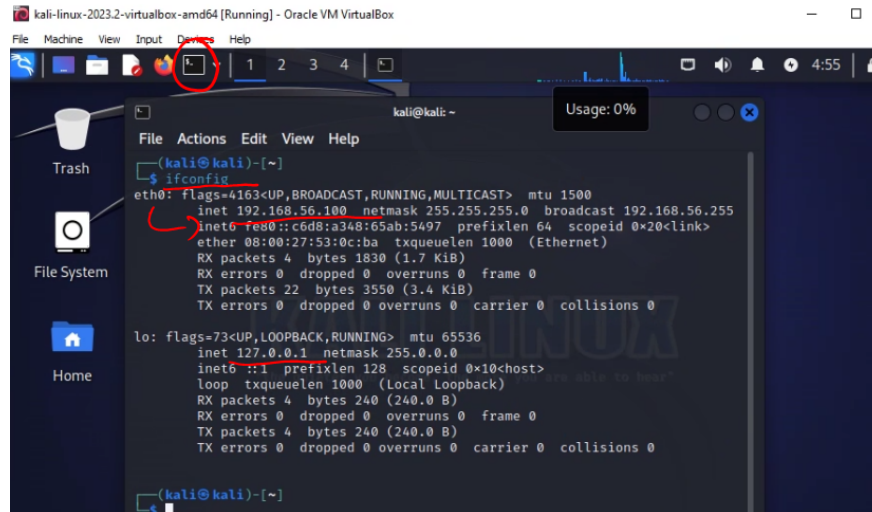 kali-linux-2023.2-virtualbox-amd64 [Running] - Oracle VM VirtualBox
File Machine View Input Devices Help
1 2 3 4 4:55
kali@kali: ~
Usage: 0%
File Actions Edit View Help
Trash
File System
Home
┌──(kali㉿kali)-[~]
└─$ ifconfig
eth0: flags=4163<UP,BROADCAST,RUNNING,MULTICAST> mtu 1500
inet 192.168.56.100 netmask 255.255.255.0 broadcast 192.168.56.255
inet6 fe80::c6d8:a348:65ab:5497 prefixlen 64 scopeid 0×20<link>
ether 08:00:27:53:0c:ba txqueuelen 1000 (Ethernet)
RX packets 4 bytes 1830 (1.7 KiB)
RX errors 0 dropped 0 overruns 0 frame 0
TX packets 22 bytes 3550 (3.4 KiB)
TX errors 0 dropped 0 overruns 0 carrier 0 collisions 0
lo: flags=73<UP,LOOPBACK,RUNNING> mtu 65536
inet 127.0.0.1 netmask 255.0.0.0
inet6 ::1 prefixlen 128 scopeid 0×10<host>
loop txqueuelen 1000 (Local Loopback)
RX packets 4 bytes 240 (240.0 B)
RX errors 0 dropped 0 overruns 0 frame 0
TX packets 4 bytes 240 (240.0 B)
TX errors 0 dropped 0 overruns 0 carrier 0 collisions 0
┌──(kali㉿kali)-[~]
└─$